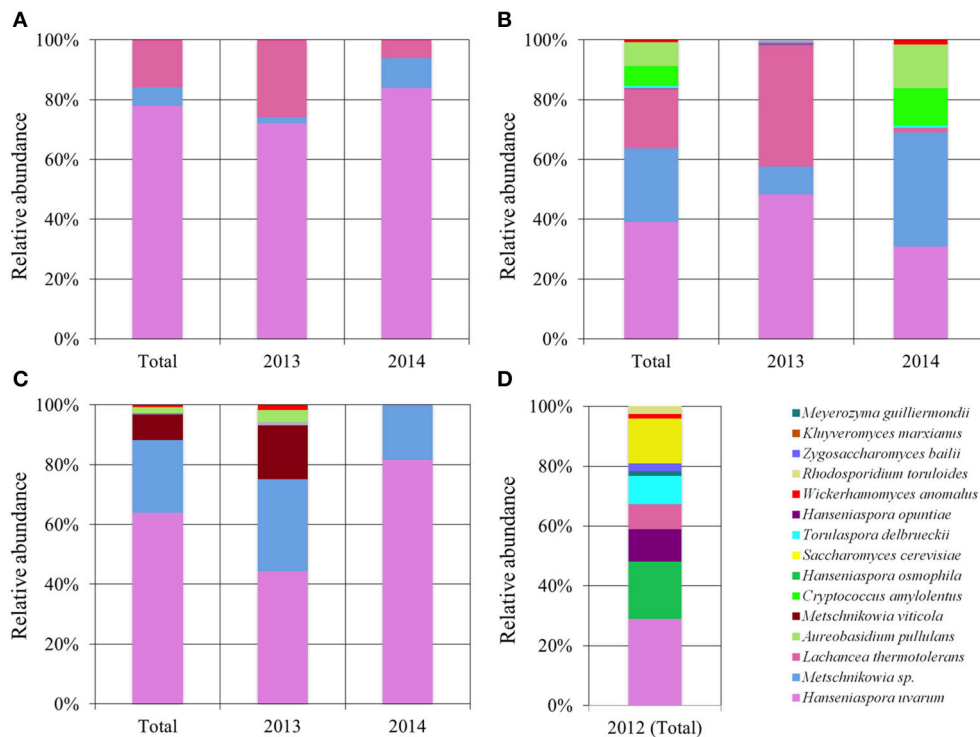 A
Relative abundance
100%
80%
60%
40%
20%
0%
Total
2013
2014
B
Relative abundance
100%
80%
60%
40%
20%
0%
Total
2013
2014
C
Relative abundance
100%
80%
60%
40%
20%
0%
Total
2013
2014
D
Relative abundance
100%
80%
60%
40%
20%
0%
2012 (Total)
Meyerozyma guilliermondii
Khuyveromyces marxianus
Zygosaccharomyces bailii
Rhodosporidium toruloides
Wickerhamomyces anomalus
Hanseniaspora opuntiae
Torulaspora delbrueckii
Saccharomyces cerevisiae
Hanseniaspora osmophila
Cryptococcus amylolentus
Metschnikowia viticola
Aureobasidium pullulans
Lachancea thermotolerans
Metschnikowia sp.
Hanseniaspora uvarum